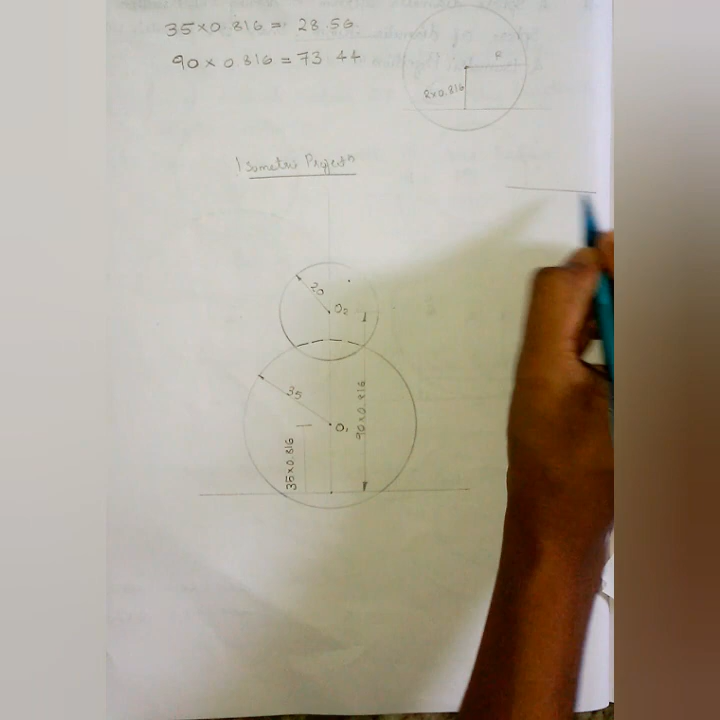 35×0.816 = 28.56
90 × 0 816 = 73 44
R
R×0.816
Isometric Projectn
20
O2
35
O1
90×0.816
35×0.816